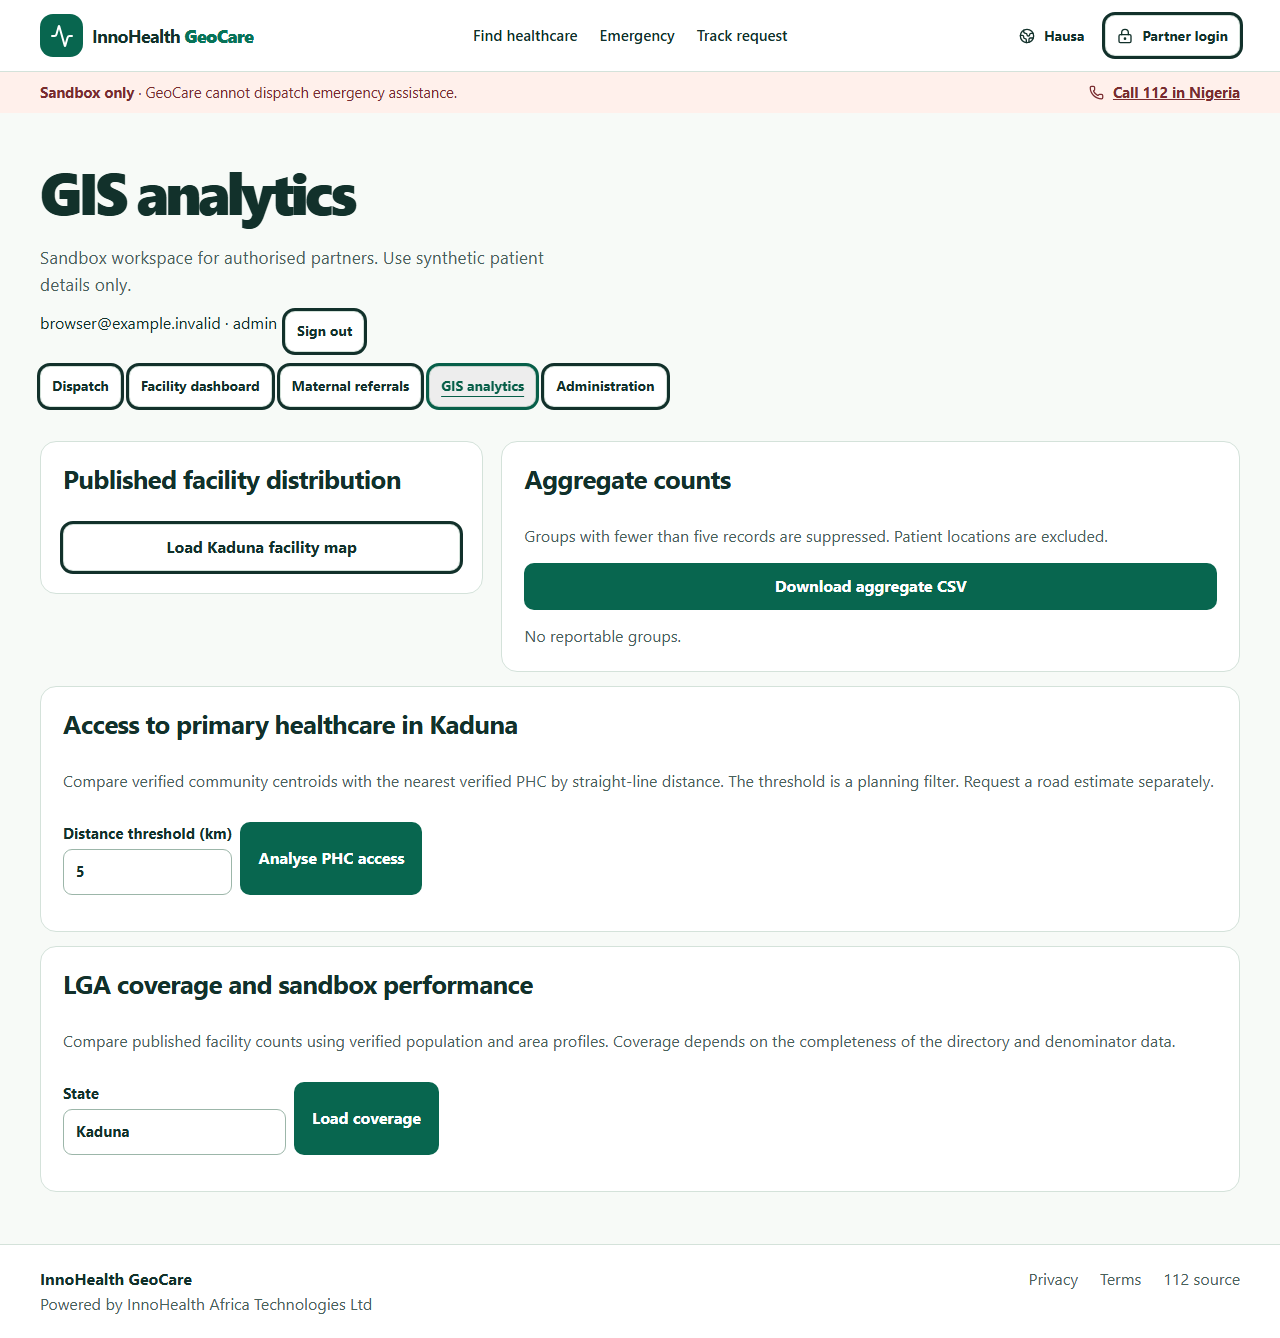 InnoHealth GeoCare
Find healthcare
Emergency
Track request
Hausa
Partner login
Sandbox only · GeoCare cannot dispatch emergency assistance.
Call 112 in Nigeria
GIS analytics
Sandbox workspace for authorised partners. Use synthetic patient
details only.
browser@example.invalid · admin
Sign out
Dispatch
Facility dashboard
Maternal referrals
GIS analytics
Administration
Published facility distribution
Load Kaduna facility map
Aggregate counts
Groups with fewer than five records are suppressed. Patient locations are excluded.
Download aggregate CSV
No reportable groups.
Access to primary healthcare in Kaduna
Compare verified community centroids with the nearest verified PHC by straight-line distance. The threshold is a planning filter. Request a road estimate separately.
Distance threshold (km)
5
Analyse PHC access
LGA coverage and sandbox performance
Compare published facility counts using verified population and area profiles. Coverage depends on the completeness of the directory and denominator data.
State
Kaduna
Load coverage
InnoHealth GeoCare
Powered by InnoHealth Africa Technologies Ltd
Privacy
Terms
112 source